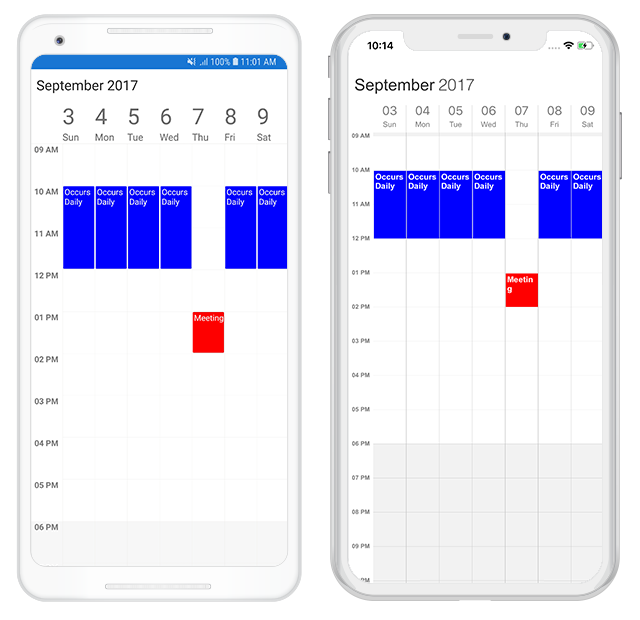 100% 11:01 AM
September 2017
3 4 5 6 7 8 9
Sun Mon Tue Wed Thu Fri Sat
09 AM
10 AM
Occurs Daily
Occurs Daily
Occurs Daily
Occurs Daily
Occurs Daily
Occurs Daily
11 AM
12 PM
01 PM
Meeting
02 PM
03 PM
04 PM
05 PM
06 PM
10:14
September 2017
03 04 05 06 07 08 09
Sun Mon Tue Wed Thu Fri Sat
09 AM
10 AM
Occurs Daily
Occurs Daily
Occurs Daily
Occurs Daily
Occurs Daily
Occurs Daily
11 AM
12 PM
01 PM
Meetin
g
02 PM
03 PM
04 PM
05 PM
06 PM
07 PM
08 PM
09 PM